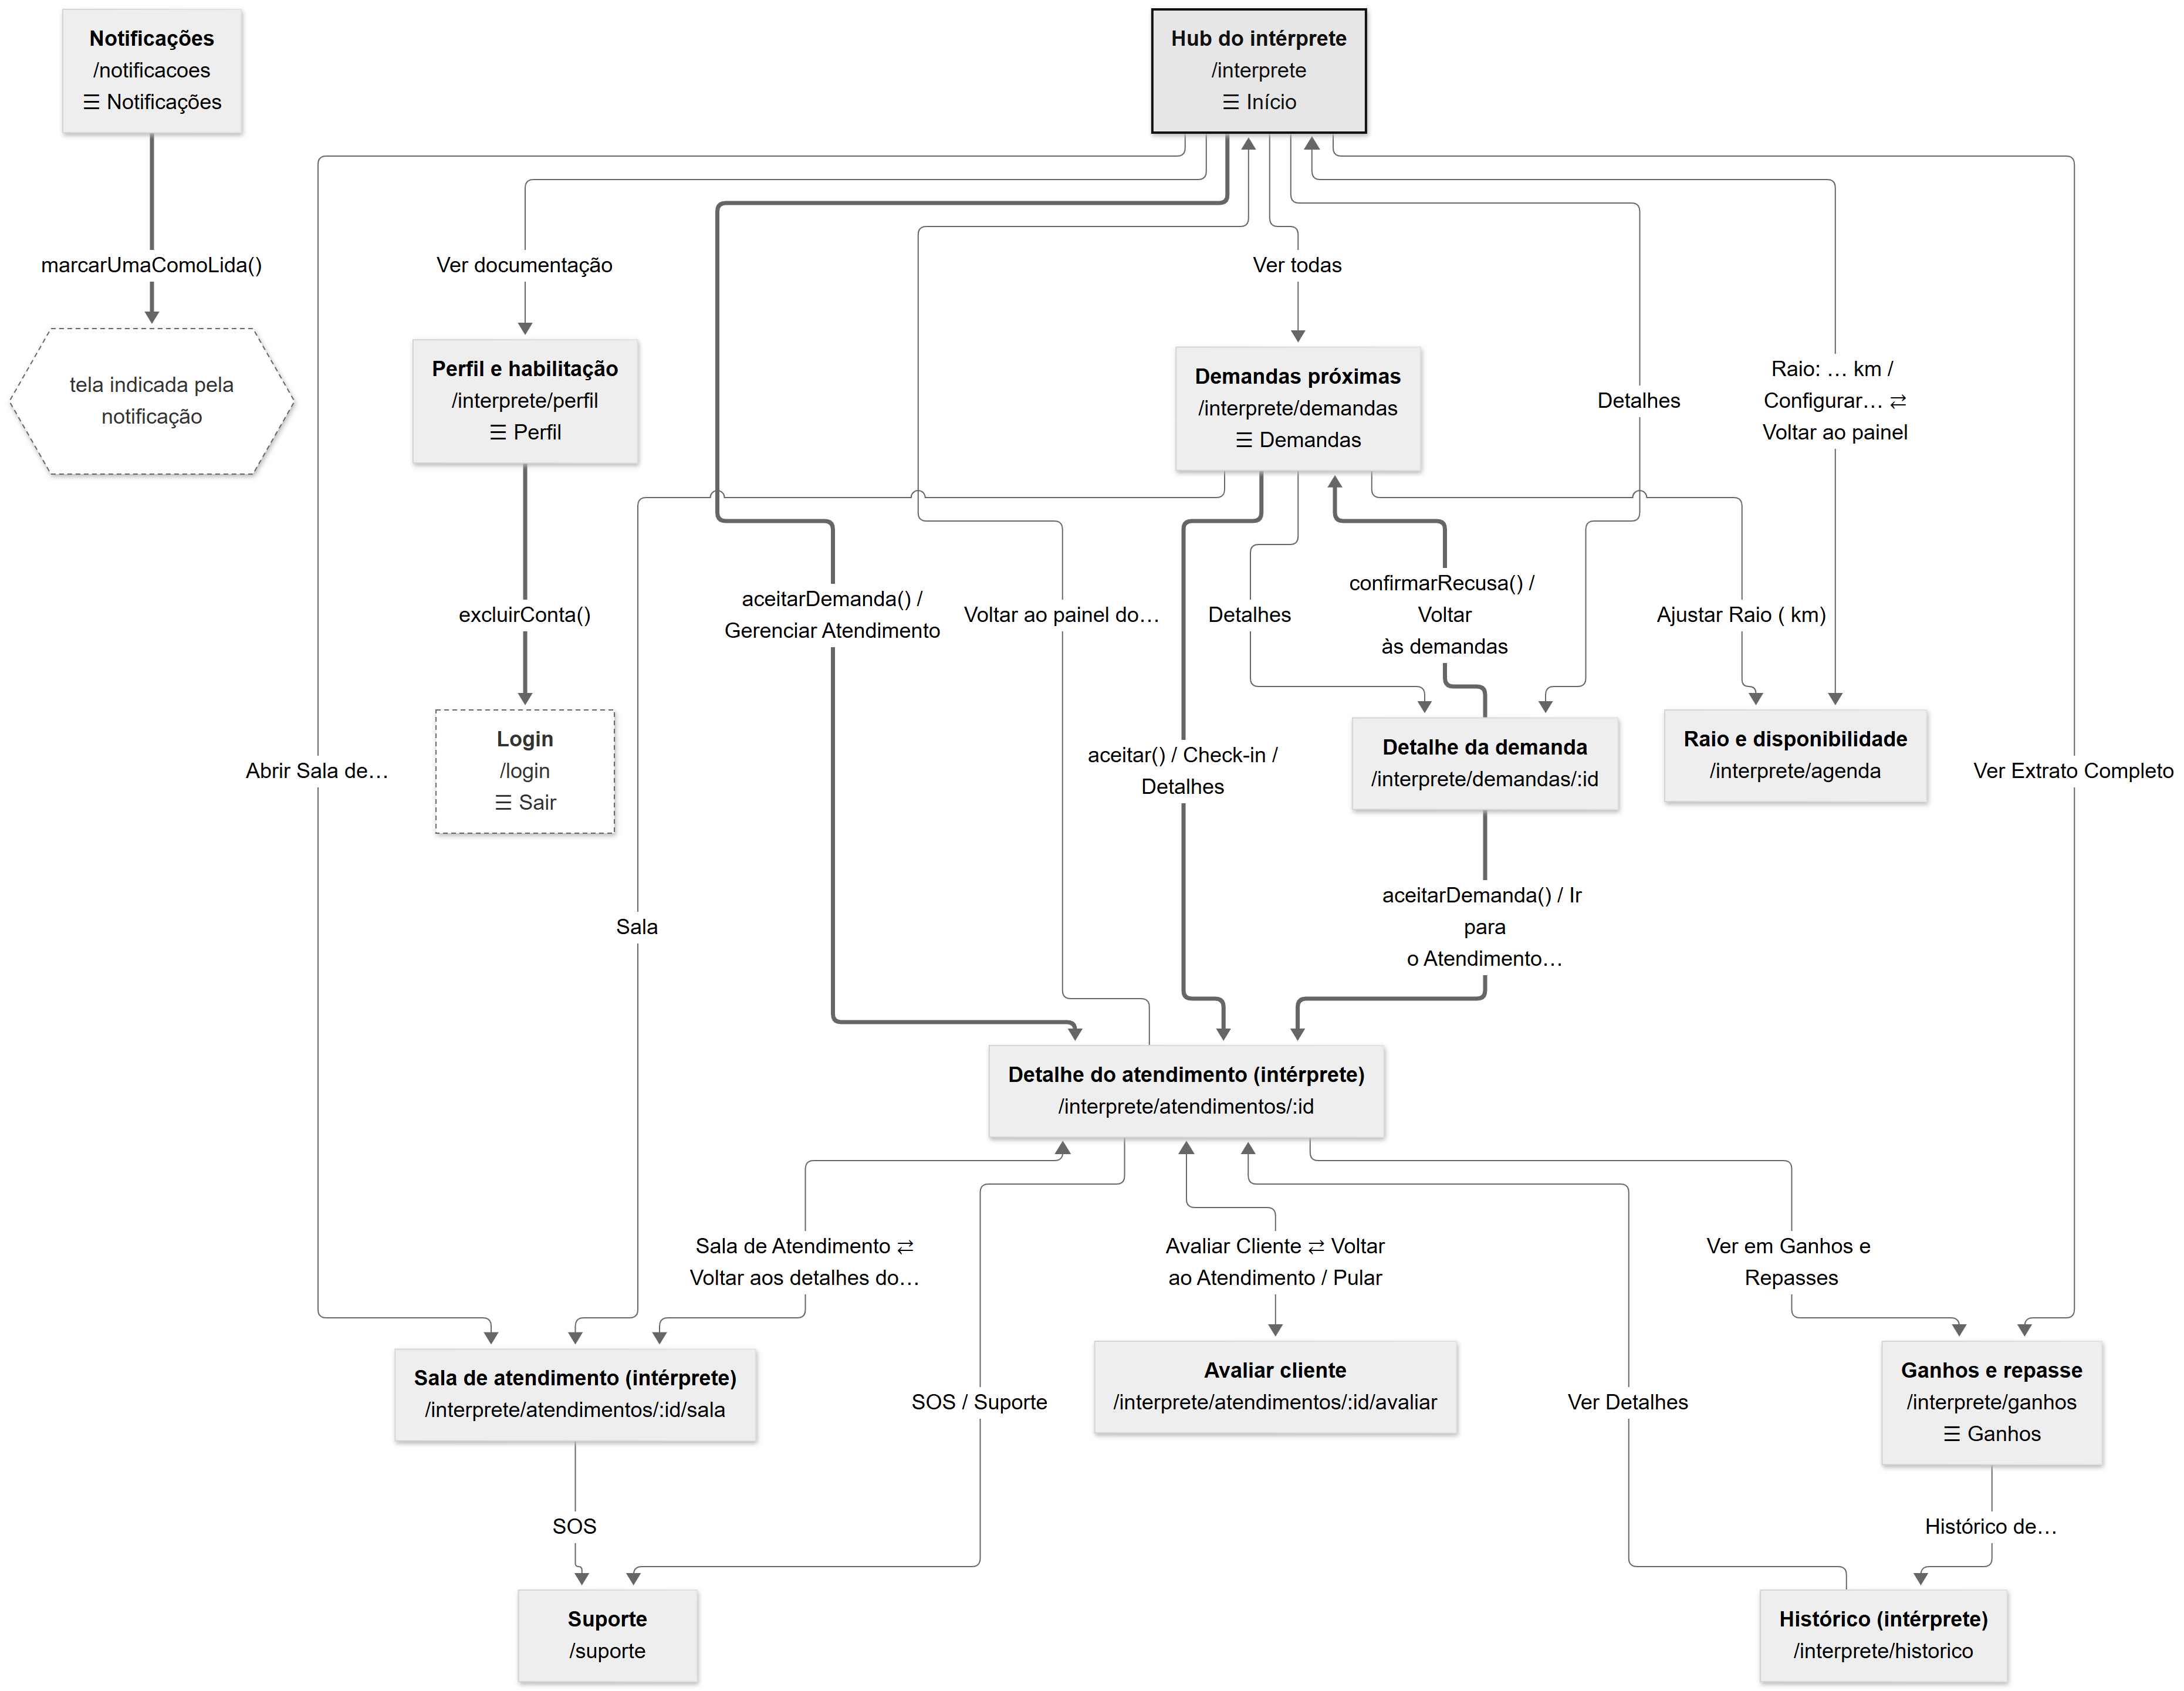 Notificações
/notificacoes
☰ Notificações
Hub do intérprete
/interprete
☰ Início
marcarUmaComoLida()
Ver documentação
Ver todas
tela indicada pela
notificação
Perfil e habilitação
/interprete/perfil
☰ Perfil
Demandas próximas
/interprete/demandas
☰ Demandas
Detalhes
Raio: … km /
Configurar… ⇄
Voltar ao painel
excluirConta()
aceitarDemanda() /
Gerenciar Atendimento
Voltar ao painel do…
Detalhes
confirmarRecusa() /
Voltar
às demandas
Ajustar Raio ( km)
Abrir Sala de…
Login
/login
☰ Sair
aceitar() / Check-in /
Detalhes
Detalhe da demanda
/interprete/demandas/:id
Raio e disponibilidade
/interprete/agenda
Ver Extrato Completo
Sala
aceitarDemanda() / Ir
para
o Atendimento…
Detalhe do atendimento (intérprete)
/interprete/atendimentos/:id
Sala de Atendimento ⇄
Voltar aos detalhes do…
Avaliar Cliente ⇄ Voltar
ao Atendimento / Pular
Ver em Ganhos e
Repasses
Sala de atendimento (intérprete)
/interprete/atendimentos/:id/sala
SOS / Suporte
Avaliar cliente
/interprete/atendimentos/:id/avaliar
Ver Detalhes
Ganhos e repasse
/interprete/ganhos
☰ Ganhos
SOS
Histórico de…
Suporte
/suporte
Histórico (intérprete)
/interprete/historico